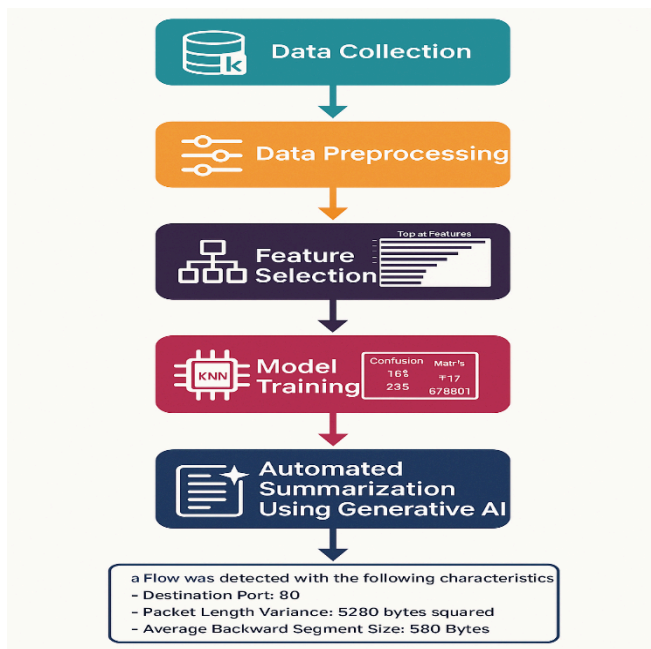 k
Data Collection
Data Preprocessing
Top at Features
Feature
Selection
KNN
Model
Training
Confusion Matr's
235
678801
Automated
Summarization
Using Generative AI
a Flow was detected with the following characteristics
- Destination Port: 80
- Packet Length Variance: 5280 bytes squared
- Average Backward Segment Size: 580 Bytes